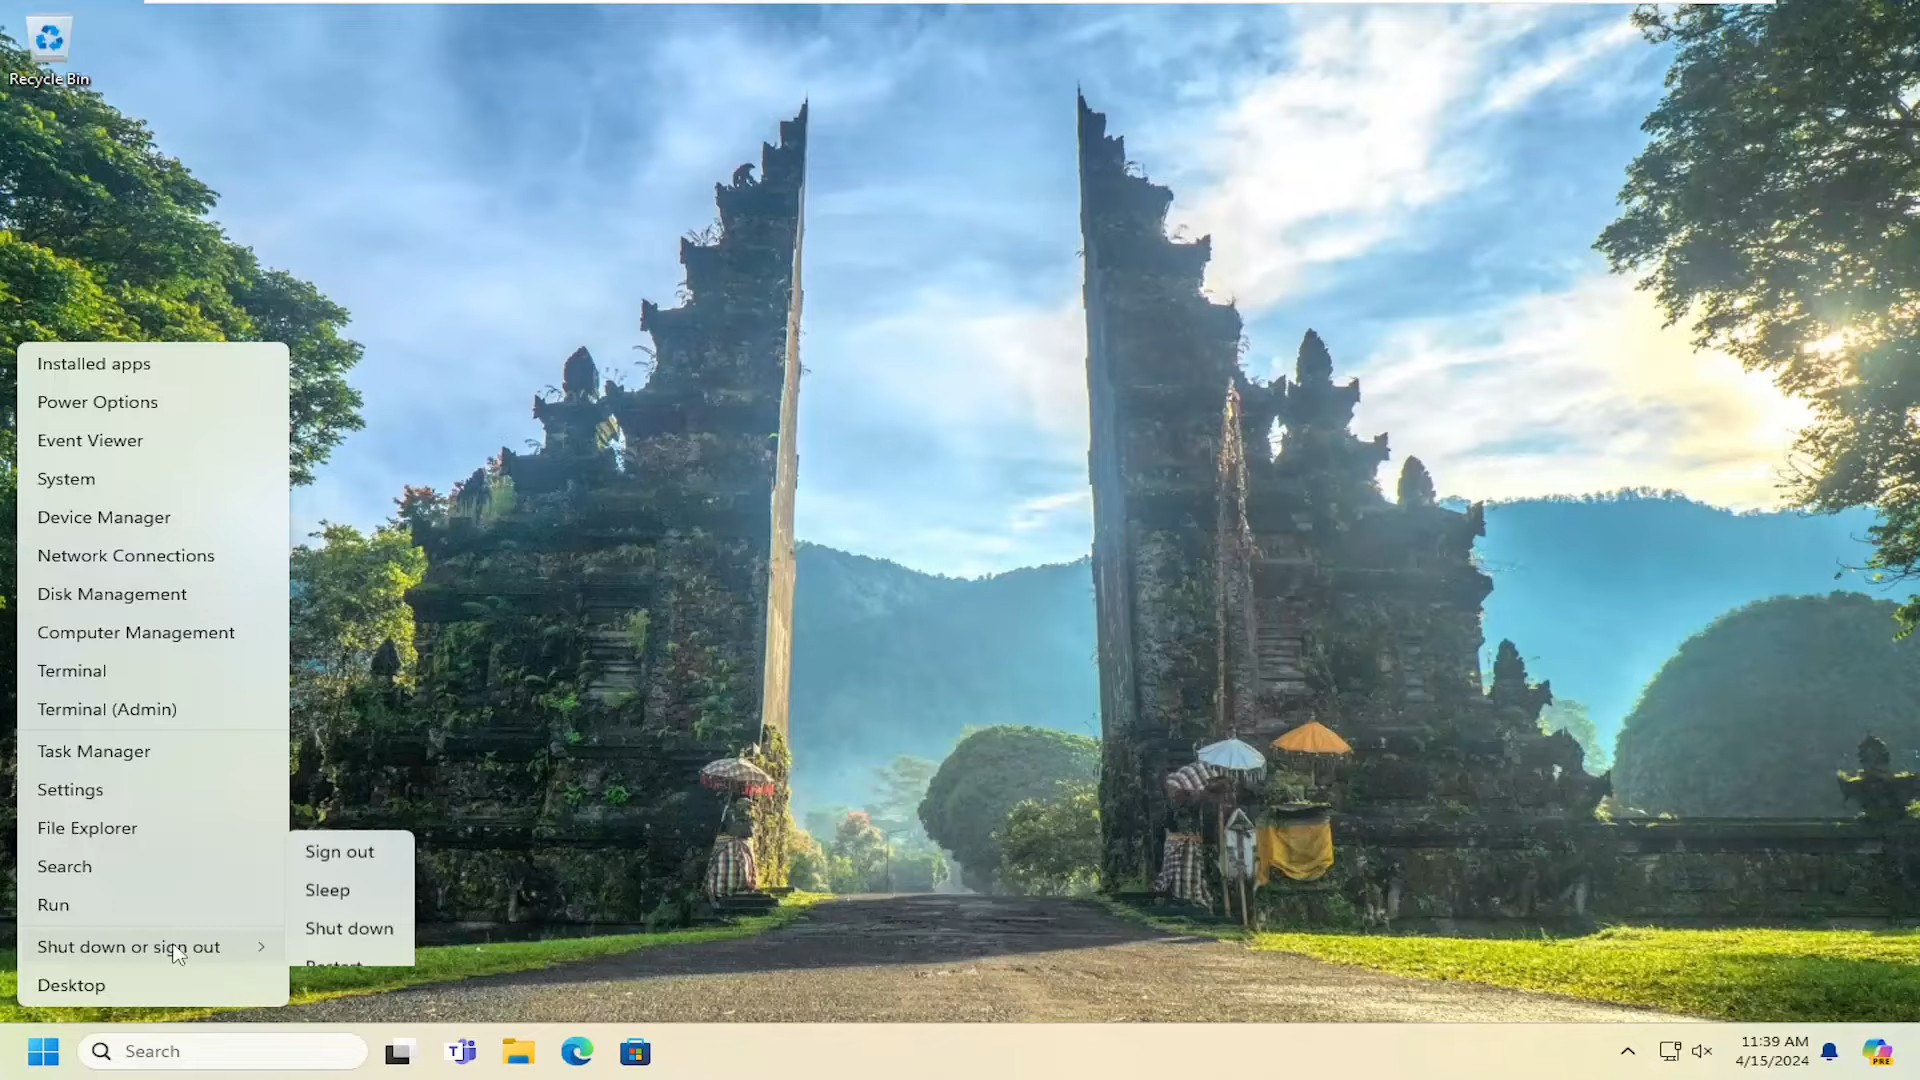 Recycle Bin
Installed apps
Power Options
Event Viewer
System
Device Manager
Network Connections
Disk Management
Computer Management
Terminal
Terminal (Admin)
Task Manager
Settings
File Explorer
Search
Run
Shut down or sign out
Desktop
Sign out
Sleep
Shut down
Restart
Search
11:39 AM
4/15/2024
PRE